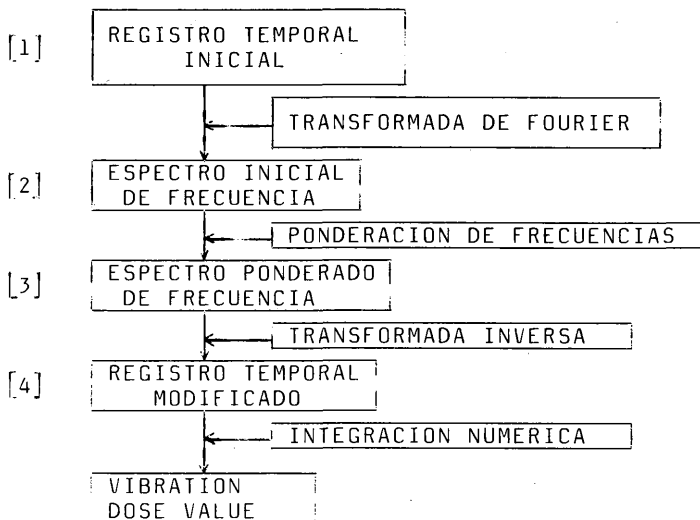 [1]
REGISTRO TEMPORAL
INICIAL
TRANSFORMADA DE FOURIER
[2]
ESPECTRO INICIAL
DE FRECUENCIA
PONDERACION DE FRECUENCIAS
[3]
ESPECTRO PONDERADO
DE FRECUENCIA
TRANSFORMADA INVERSA
[4]
REGISTRO TEMPORAL
MODIFICADO
INTEGRACION NUMERICA
VIBRATION
DOSE VALUE